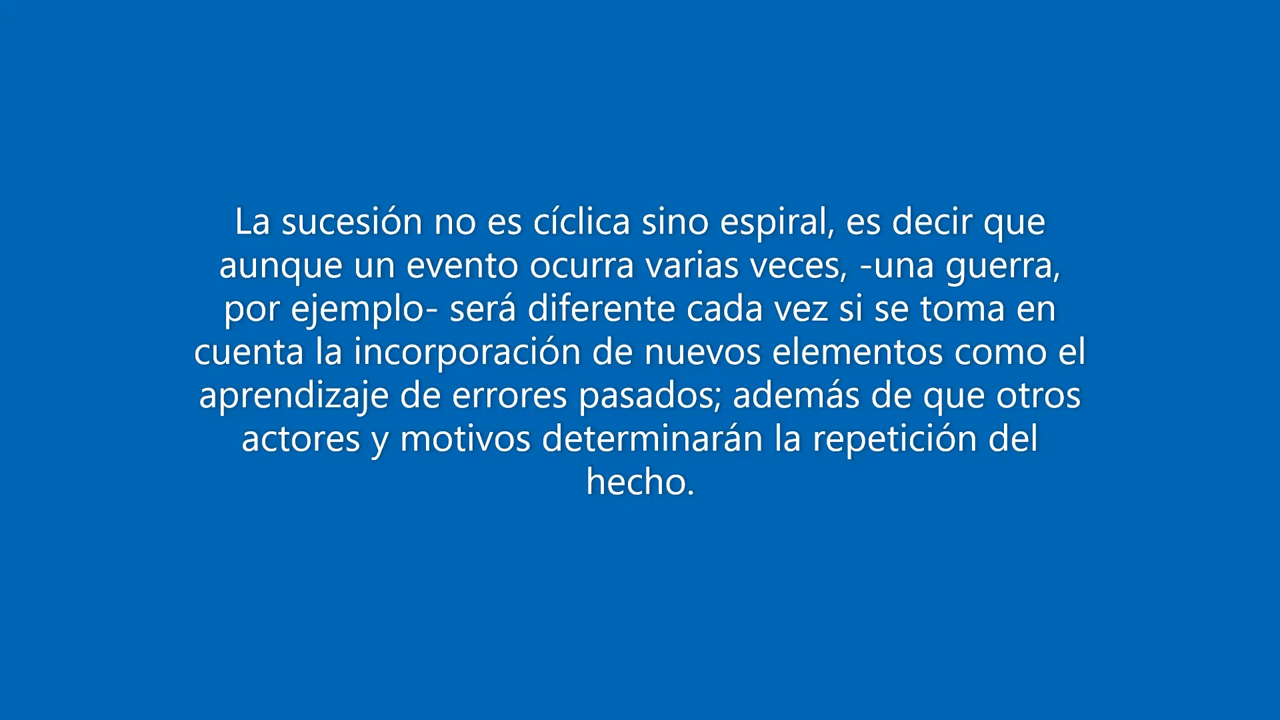 La sucesión no es cíclica sino espiral, es decir que
aunque un evento ocurra varias veces, -una guerra,
por ejemplo- será diferente cada vez si se toma en
cuenta la incorporación de nuevos elementos como el
aprendizaje de errores pasados; además de que otros
actores y motivos determinarán la repetición del
hecho.